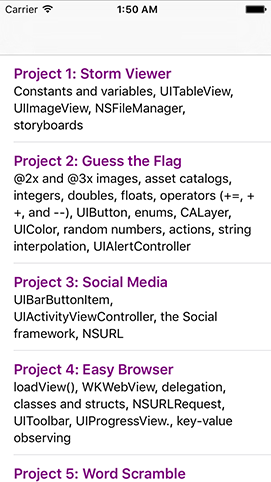 Carrier 1:50 AM
Project 1: Storm Viewer
Constants and variables, UITableView,
UIImageView, NSFileManager,
storyboards
Project 2: Guess the Flag
@2x and @3x images, asset catalogs,
integers, doubles, floats, operators (+=, +
+, and --), UIButton, enums, CALayer,
UIColor, random numbers, actions, string
interpolation, UIAlertController
Project 3: Social Media
UIBarButtonItem,
UIActivityViewController, the Social
framework, NSURL
Project 4: Easy Browser
loadView(), WKWebView, delegation,
classes and structs, NSURLRequest,
UIToolbar, UIProgressView., key-value
observing
Project 5: Word Scramble